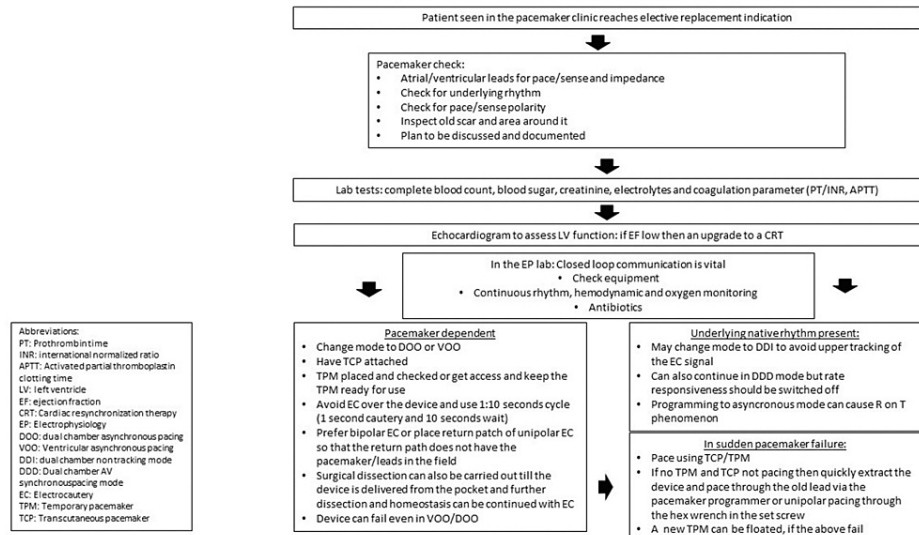 Patient seen in the pacemaker clinic reaches elective replacement indication
Pacemaker check:
• Atrial/ventricular leads for pace/sense and impedance
• Check for underlying rhythm
• Check for pace/sense polarity
• Inspect old scar and area around it
• Plan to be discussed and documented
Lab tests: complete blood count, blood sugar, creatinine, electrolytes and coagulation parameter (PT/INR, APTT)
Echocardiogram to assess LV function: if EF low then an upgrade to a CRT
In the EP lab: Closed loop communication is vital
• Check equipment
• Continuous rhythm, hemodynamic and oxygen monitoring
• Antibiotics
Abbreviations:
PT: Prothrombin time
INR: international normalized ratio
APTT: Activated partial thromboplastin
clotting time
LV: left ventricle
EF: ejection fraction
CRT: Cardiac resynchronization therapy
EP: Electrophysiology
DOO: dual chamber asynchronous pacing
VOO: Ventricular asynchronous pacing
DDI: dual chamber nontracking mode
DDD: Dual chamber AV
synchronouspacing mode
EC: Electrocautery
TPM: Temporary pacemaker
TCP: Transcutaneous pacemaker
Pacemaker dependent
• Change mode to DOO or VOO
• Have TCP attached
• TPM placed and checked or get access and keep the
TPM ready for use
• Avoid EC over the device and use 1:10 seconds cycle
(1 second cautery and 10 seconds wait)
• Prefer bipolar EC or place return patch of unipolar EC
so that the return path does not have the
pacemaker/leads in the field
• Surgical dissection can also be carried out till the
device is delivered from the pocket and further
dissection and homeostasis can be continued with EC
• Device can fail even in VOO/DOO
Underlying native rhythm present:
• May change mode to DDI to avoid upper tracking of
the EC signal
• Can also continue in DDD mode but rate
responsiveness should be switched off
• Programming to asyncronous mode can cause R on T
phenomenon
In sudden pacemaker failure:
• Pace using TCP/TPM
• If no TPM and TCP not pacing then quickly extract the
device and pace through the old lead via the
pacemaker programmer or unipolar pacing through
the hex wrench in the set screw
• A new TPM can be floated, if the above fail